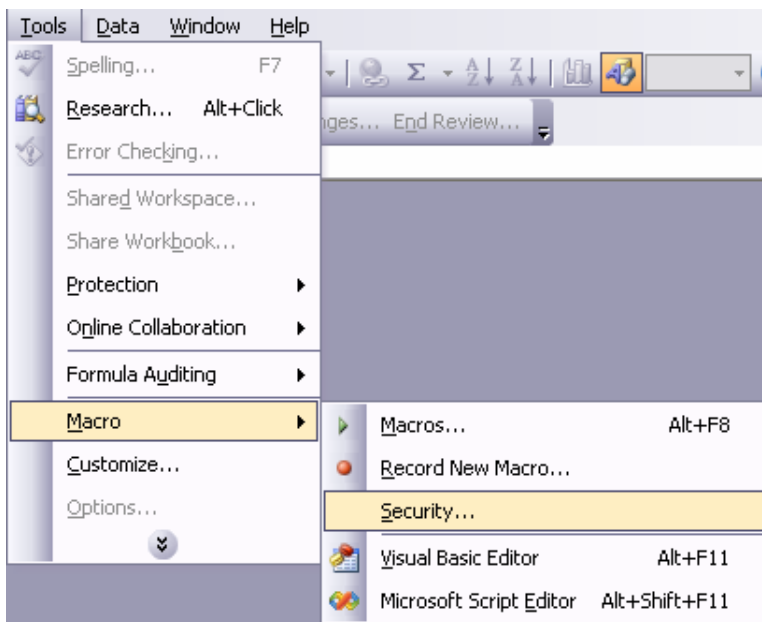 Tools Data Window Help
ABC Spelling... F7
Σ A Z Z A
Research... Alt+Click
nges... End Review...
Error Checking...
Shared Workspace...
Share Workbook...
Protection
Online Collaboration
Formula Auditing
Macro
Customize...
Options...
Macros... Alt+F8
Record New Macro...
Security...
Visual Basic Editor Alt+F11
Microsoft Script Editor Alt+Shift+F11